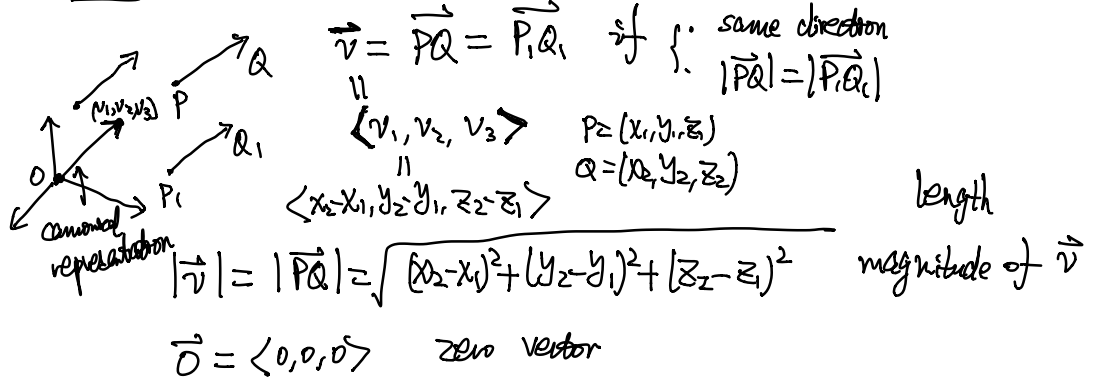 v⃗ = PQ⃗ = P₁Q₁⃗ if { · same direction
· |PQ⃗| = |P₁Q₁⃗|
Q
P
(v₁,v₂,v₃)
||
<v₁, v₂, v₃> P=(x₁,y₁,z₁)
Q₁
O
P₁
|| Q=(x₂,y₂,z₂)
<x₂-x₁, y₂-y₁, z₂-z₁> length
canonical
|v⃗| = |PQ⃗| = √(x₂-x₁)²+(y₂-y₁)²+(z₂-z₁)² magnitude of v⃗
0⃗ = <0,0,0> zero vector